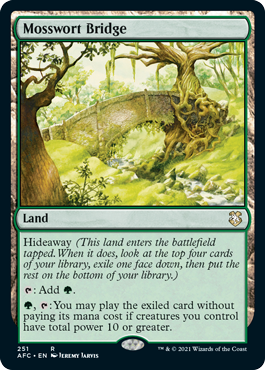 Mosswort Bridge
Land
Hideaway (This land enters the battlefield
tapped. When it does, look at the top four cards
of your library, exile one face down, then put the
rest on the bottom of your library.)
: Add .
, : You may play the exiled card without
paying its mana cost if creatures you control
have total power 10 or greater.
251 R
AFC • EN JEREMY JARVIS
™ & © 2021 Wizards of the Coast